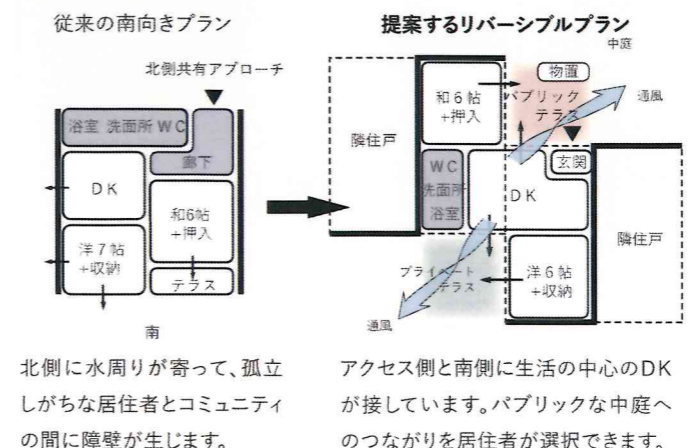 従来の南向きプラン
北側共有アプローチ
浴室 洗面所 WC
廊下
DK
和6帖
+押入
洋7帖
+収納
テラス
南
北側に水周りが寄って、孤立
しがちな居住者とコミュニティ
の間に障壁が生じます。
提案するリバーシブルプラン
中庭
物置
和6帖
+押入
パブリック
テラス
通風
隣住戸
玄関
WC
洗面所
浴室
DK
隣住戸
プライベート
テラス
洋6帖
+収納
通風
アクセス側と南側に生活の中心のDK
が接しています。パブリックな中庭へ
のつながりを居住者が選択できます。